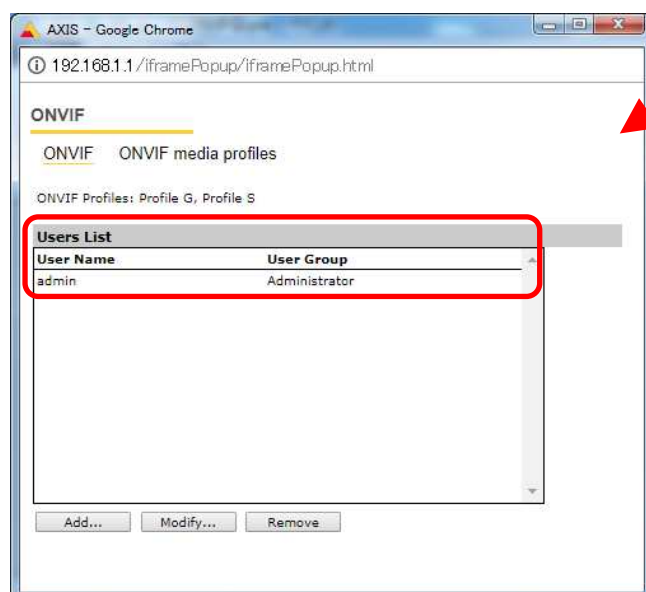 AXIS - Google Chrome
192.168.1.1/iframePopup/iframePopup.html
ONVIF
ONVIF ONVIF media profiles
ONVIF Profiles: Profile G, Profile S
Users List
User Name User Group
admin Administrator
Add... Modify... Remove